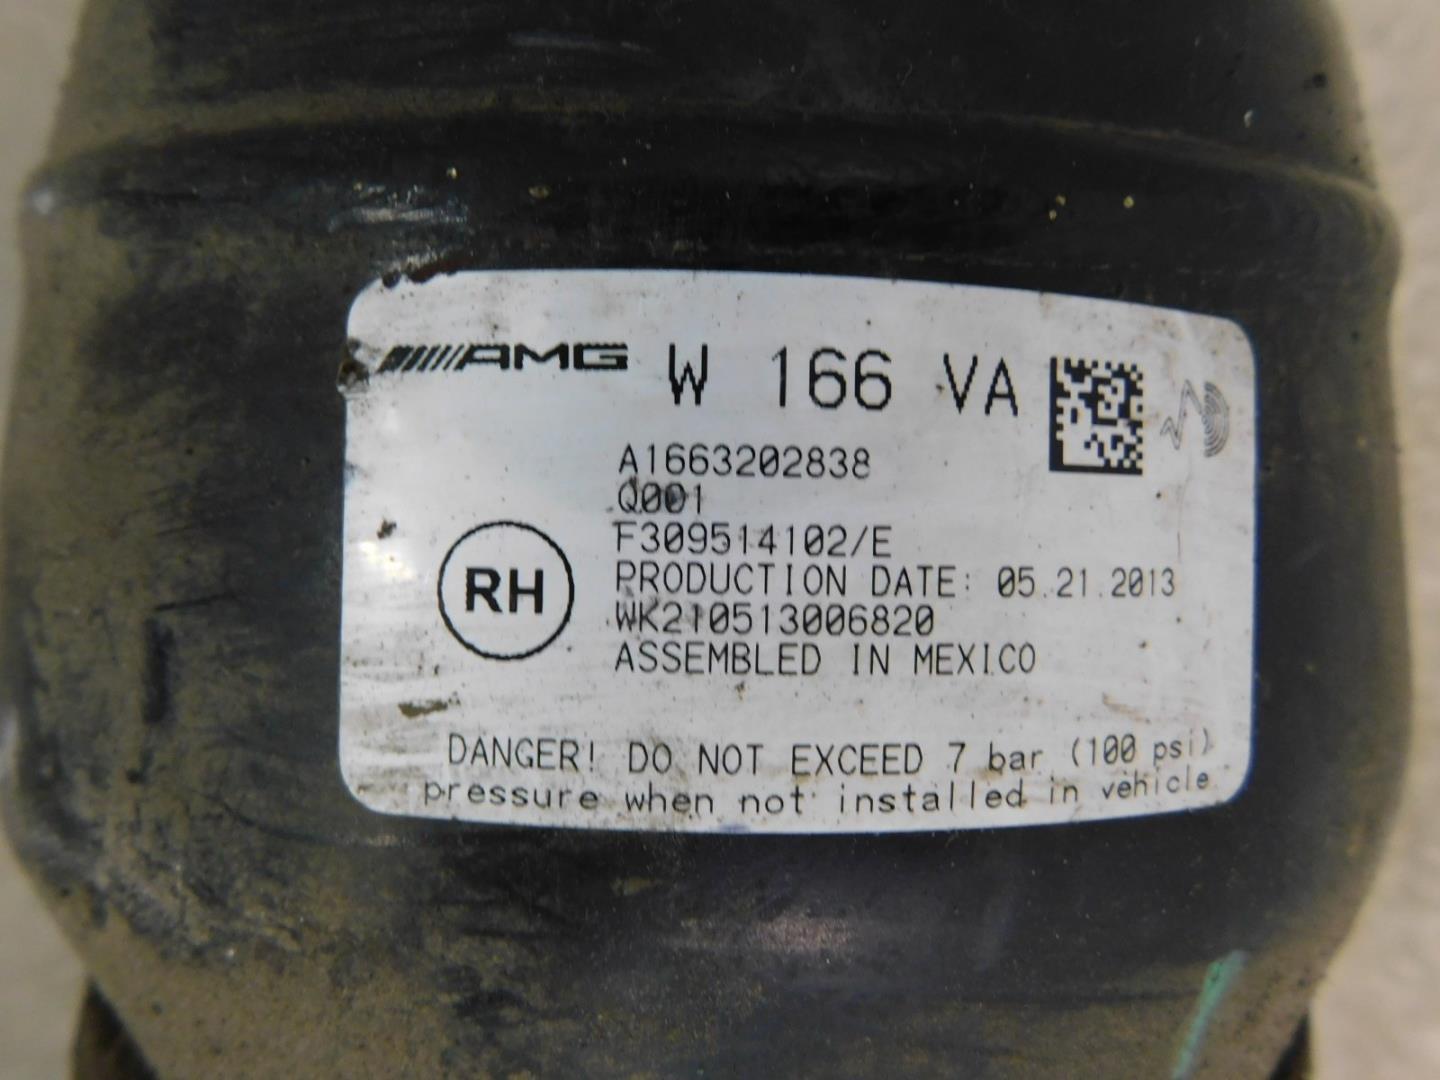 AMG W 166 VA
A1663202838
Q001
F309514102/E
RH
PRODUCTION DATE: 05.21.2013
WK210513006820
ASSEMBLED IN MEXICO
DANGER! DO NOT EXCEED 7 bar (100 psi)
pressure when not installed in vehicle